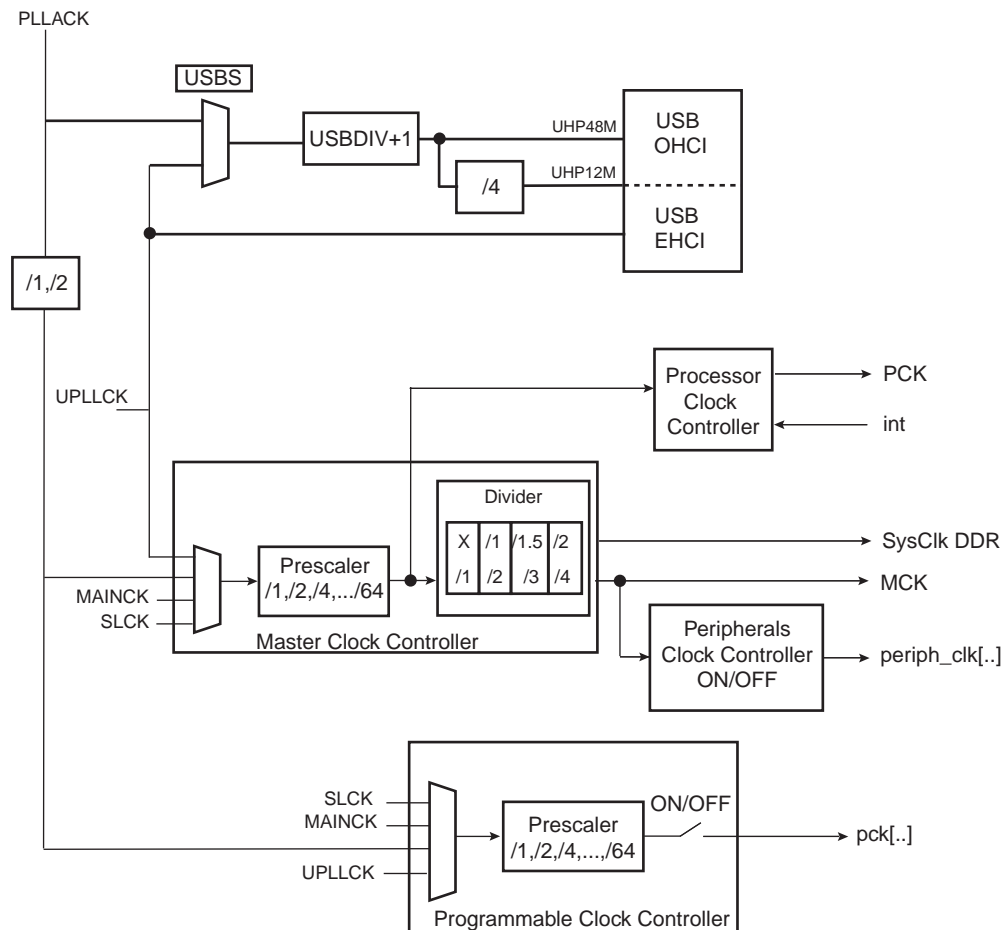 PLLACK
USBS
USBDIV+1
UHP48M
USB
OHCI
/4
UHP12M
USB
EHCI
/1,/2
UPLLCK
Processor
Clock
Controller
PCK
int
Divider
X /1 /1.5 /2
/1 /2 /3 /4
Prescaler
/1,/2,/4,.../64
MAINCK
SLCK
Master Clock Controller
SysClk DDR
MCK
Peripherals
Clock Controller
ON/OFF
periph_clk[..]
SLCK
MAINCK
UPLLCK
Prescaler
/1,/2,/4,...,/64
ON/OFF
pck[..]
Programmable Clock Controller